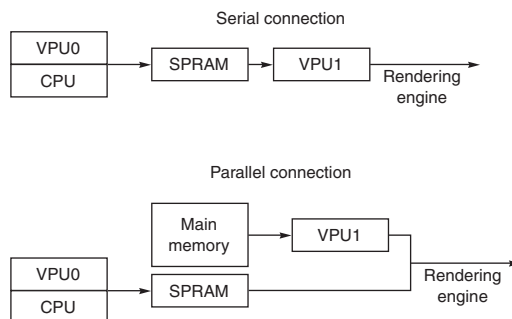 Serial connection
VPU0
CPU
SPRAM
VPU1
Rendering
engine
Parallel connection
Main
memory
VPU1
VPU0
CPU
SPRAM
Rendering
engine